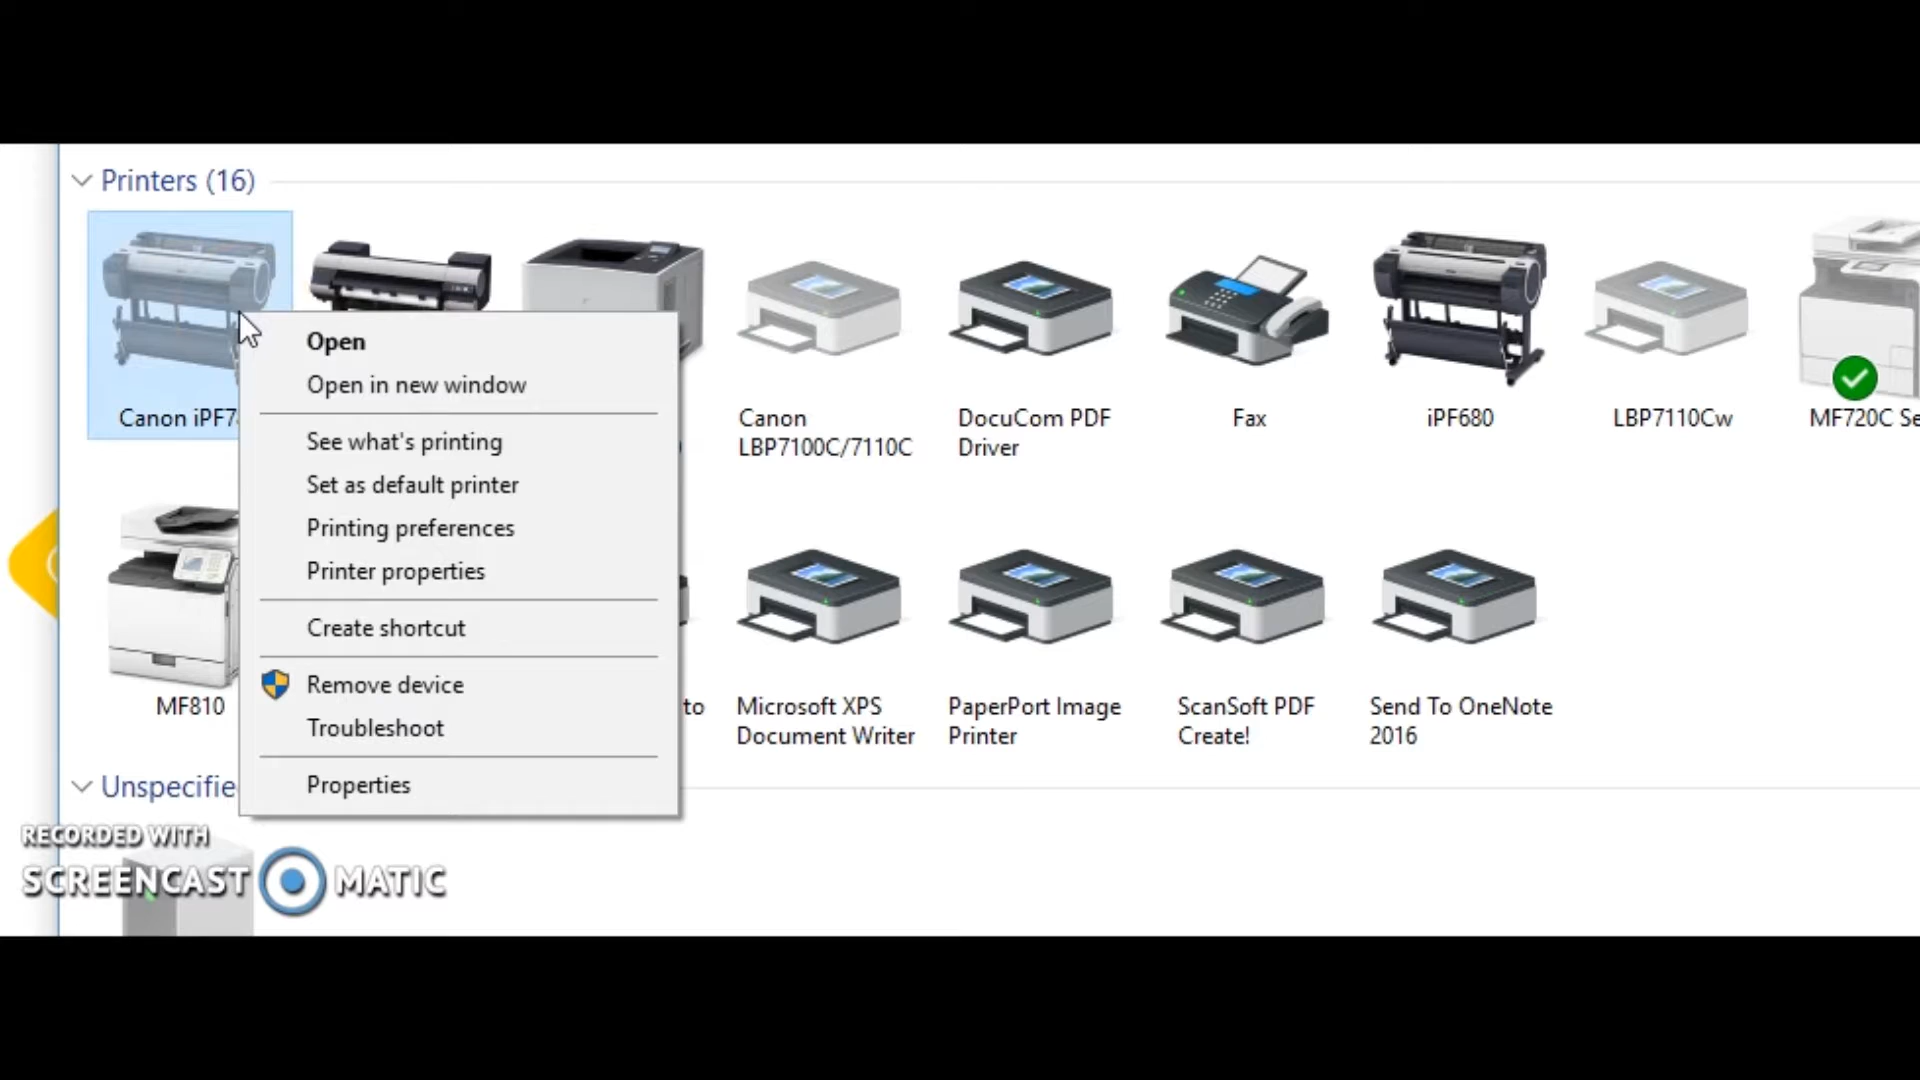 Printers (16)
Canon iPF7
Canon
LBP7100C/7110C
DocuCom PDF
Driver
Fax
iPF680
LBP7110Cw
MF720C Se
Open
Open in new window
See what's printing
Set as default printer
Printing preferences
Printer properties
Create shortcut
Remove device
Troubleshoot
Properties
MF810
to
Microsoft XPS
Document Writer
PaperPort Image
Printer
ScanSoft PDF
Create!
Send To OneNote
2016
Unspecifie
RECORDED WITH
SCREENCAST MATIC